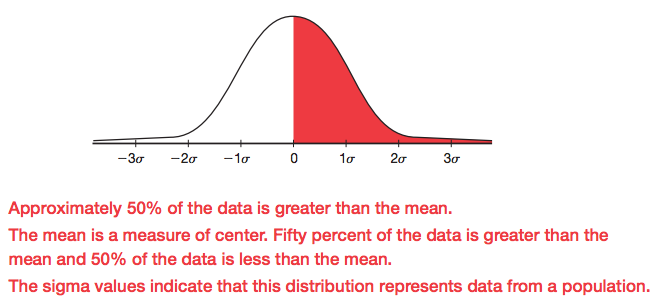 −3σ −2σ −1σ 0 1σ 2σ 3σ
Approximately 50% of the data is greater than the mean.
The mean is a measure of center. Fifty percent of the data is greater than the
mean and 50% of the data is less than the mean.
The sigma values indicate that this distribution represents data from a population.